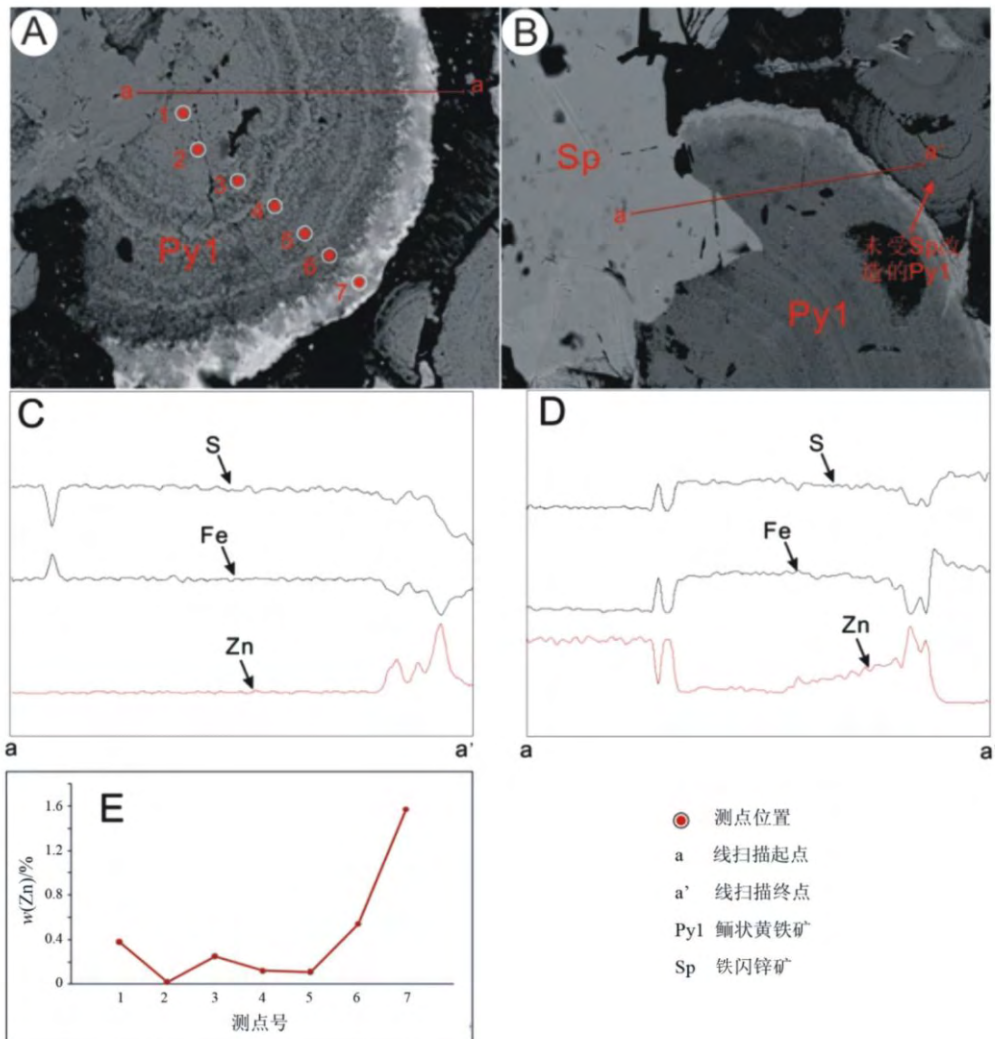 A
a
a
1
2
3
4
5
6
7
Py1
B
Sp
a
a
未受Sp改
造的Py1
Py1
C
S
Fe
Zn
a
a'
D
S
Fe
Zn
a
a
E
w(Zn)/%
1.6
1.2
0.8
0.4
0
1 2 3 4 5 6 7
测点号
测点位置
a 线扫描起点
a' 线扫描终点
Py1 鲕状黄铁矿
Sp 铁闪锌矿